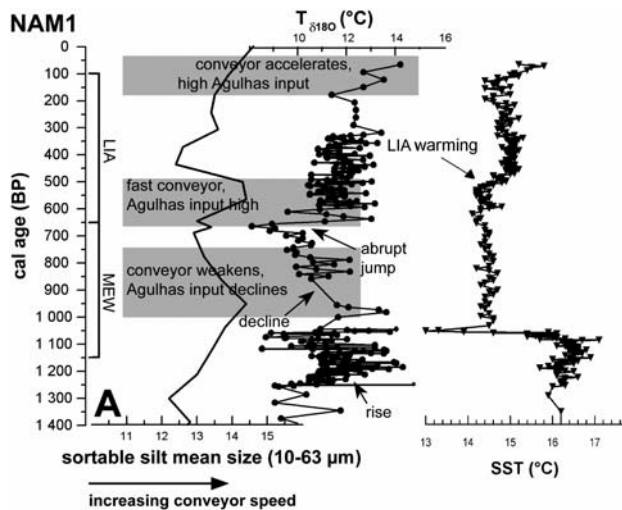 NAM1
T δ18O (°C)
10 12 14 16
conveyor accelerates,
high Agulhas input
LIA warming
fast conveyor,
Agulhas input high
abrupt
jump
conveyor weakens,
Agulhas input declines
decline
rise
cal age (BP)
0
100
200
300
400
500
600
700
800
900
1 000
1 100
1 200
1 300
1 400
LIA
MEW
A
11 12 13 14 15
13 14 15 16 17
sortable silt mean size (10-63 µm)
SST (°C)
increasing conveyor speed